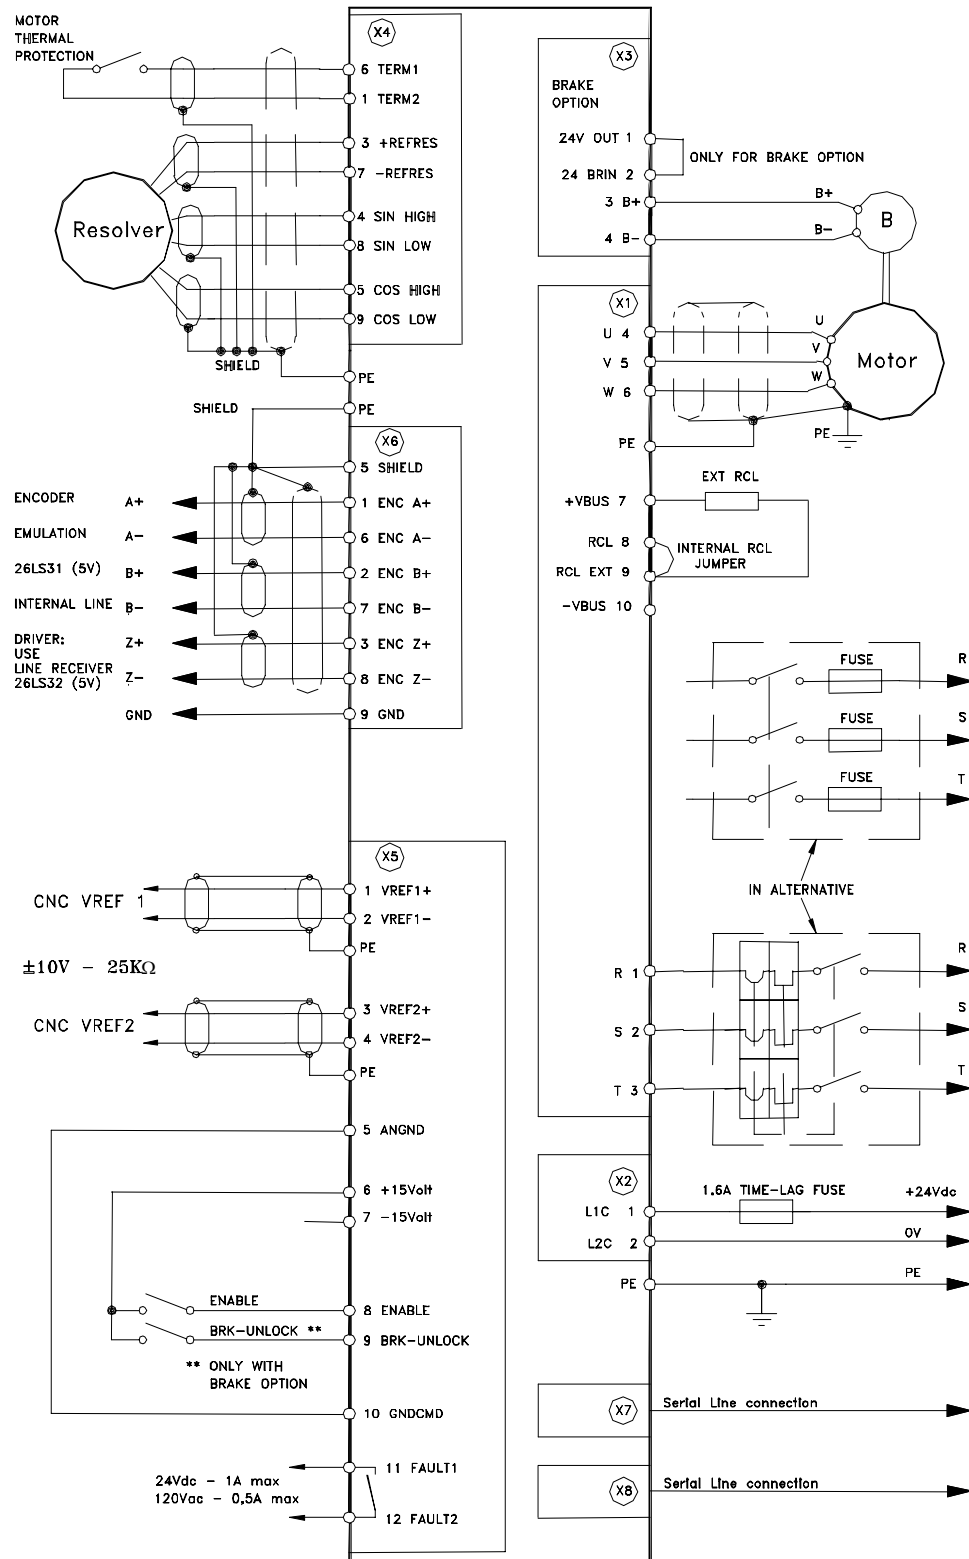 MOTOR
THERMAL
PROTECTION
X4
6 TERM1
1 TERM2
3 +REFRES
7 -REFRES
Resolver
4 SIN HIGH
8 SIN LOW
5 COS HIGH
9 COS LOW
SHIELD
PE
SHIELD
PE
X6
5 SHIELD
ENCODER
A+
1 ENC A+
EMULATION
A-
6 ENC A-
26LS31 (5V)
B+
2 ENC B+
INTERNAL LINE
B-
7 ENC B-
DRIVER:
USE
LINE RECEIVER
26LS32 (5V)
Z+
3 ENC Z+
Z-
8 ENC Z-
GND
9 GND
X5
CNC VREF 1
1 VREF1+
2 VREF1-
PE
±10V - 25KΩ
CNC VREF2
3 VREF2+
4 VREF2-
PE
5 ANGND
6 +15Volt
7 -15Volt
ENABLE
8 ENABLE
BRK-UNLOCK **
9 BRK-UNLOCK
** ONLY WITH
BRAKE OPTION
10 GNDCMD
11 FAULT1
24Vdc - 1A max
120Vac - 0,5A max
12 FAULT2
X3
BRAKE
OPTION
24V OUT 1
ONLY FOR BRAKE OPTION
24 BRIN 2
3 B+
B+
4 B-
B-
B
X1
U 4
U
V 5
V
W 6
W
Motor
PE
PE
+VBUS 7
EXT RCL
RCL 8
INTERNAL RCL
JUMPER
RCL EXT 9
-VBUS 10
FUSE
R
FUSE
S
FUSE
T
IN ALTERNATIVE
R 1
R
S 2
S
T 3
T
X2
1.6A TIME-LAG FUSE
+24Vdc
L1C 1
L2C 2
0V
PE
PE
X7
Serial Line connection
X8
Serial Line connection